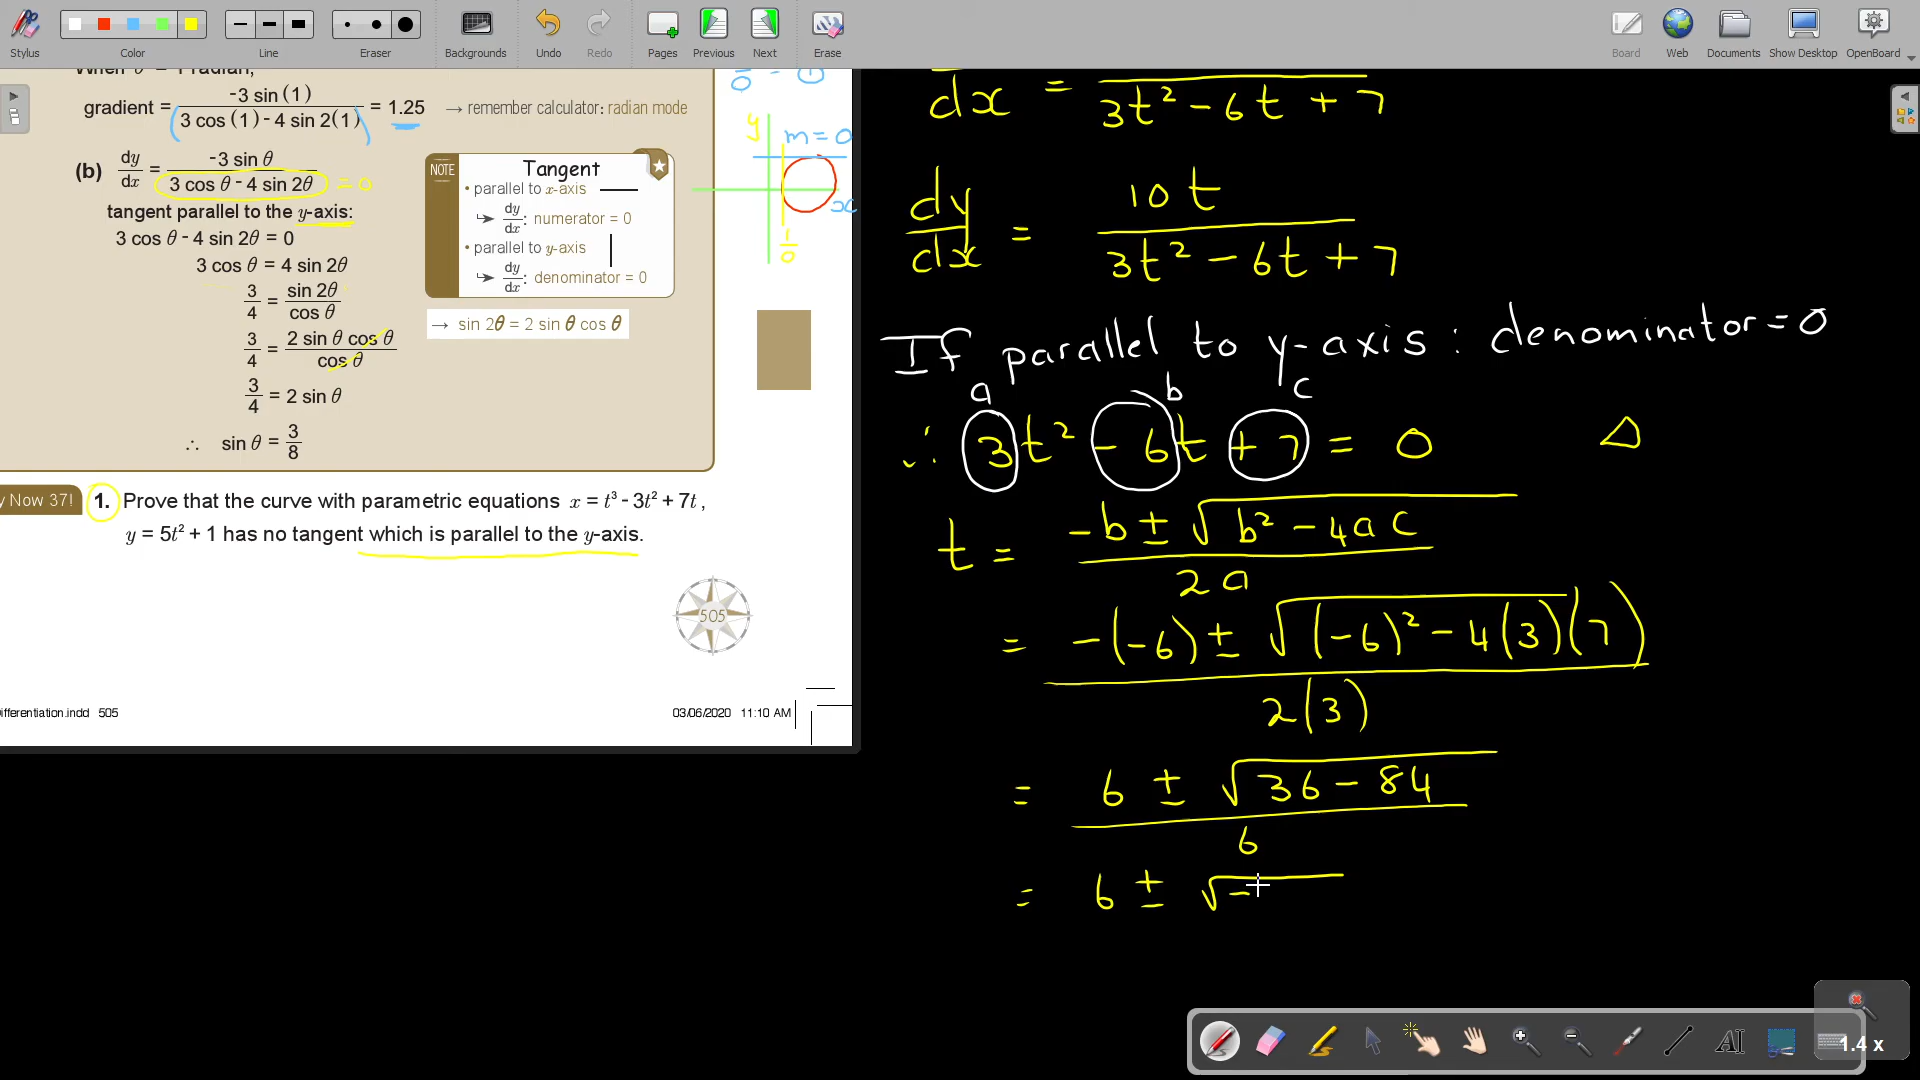 Stylus Color Line Eraser Backgrounds Undo Redo Pages Previous Next Erase Board Web Documents Show Desktop OpenBoard
gradient = -3 sin (1) / 3 cos (1) - 4 sin 2(1) = 1.25 → remember calculator: radian mode
(b) dy/dx = -3 sin θ / 3 cos θ - 4 sin 2θ = 0
tangent parallel to the y-axis:
3 cos θ - 4 sin 2θ = 0
3 cos θ = 4 sin 2θ
3/4 = sin 2θ / cos θ
3/4 = 2 sin θ cos θ / cos θ
3/4 = 2 sin θ
∴ sin θ = 3/8
NOTE
Tangent
• parallel to x-axis
↳ dy/dx: numerator = 0
• parallel to y-axis
↳ dy/dx: denominator = 0
→ sin 2θ = 2 sin θ cos θ
y
m = 0
x
1/0
y Now 37!
1. Prove that the curve with parametric equations x = t³ - 3t² + 7t,
y = 5t² + 1 has no tangent which is parallel to the y-axis.
505
ifferentiation.indd 505
03/06/2020 11:10 AM
dx = 3t² - 6t + 7
dy/dx = 10t / 3t² - 6t + 7
If parallel to y-axis : denominator = 0
a b c
∴ 3t² - 6t + 7 = 0 Δ
t = -b ± √b² - 4ac / 2a
= -(-6) ± √(-6)² - 4(3)(7) / 2(3)
= 6 ± √36 - 84 / 6
= 6 ± √-
1.4 x